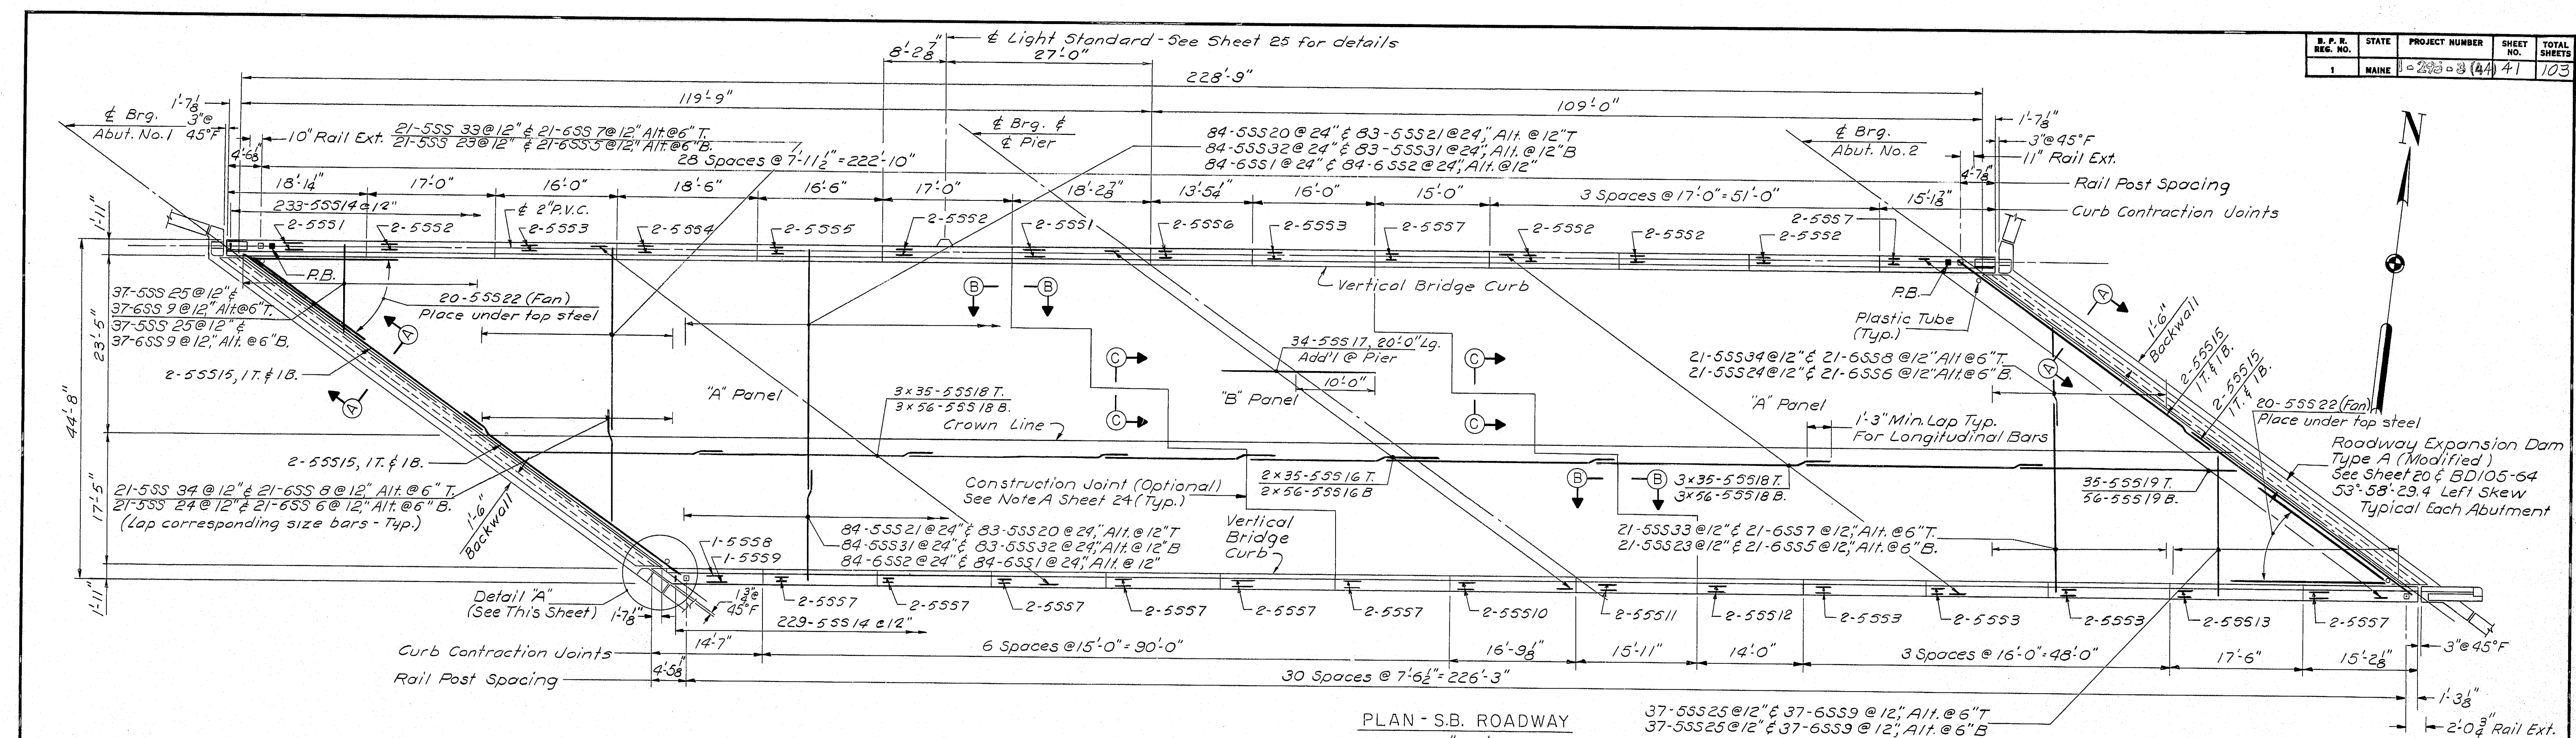 B. P. R. REG. NO.
STATE
PROJECT NUMBER
SHEET NO.
TOTAL SHEETS
1
MAINE
41
103
℄ Light Standard - See Sheet 25 for details
8'-2 7/8"
27'-0"
228'-9"
119'-9"
109'-0"
1'-7 1/8"
℄ Brg.
Abut. No. 1
3"@
45°F
10" Rail Ext.
21-5SS 33@12" & 21-6SS 7@12", Alt. @6" T.
21-5SS 23@12" & 21-6SS5@12", Alt. @6" B.
℄ Brg. &
℄ Pier
84-5SS20 @ 24" & 83-5SS21 @24", Alt. @ 12"T
84-5SS32 @ 24" & 83-5SS31 @ 24", Alt. @ 12"B
84-6SS1 @ 24" & 84-6SS2 @ 24", Alt. @ 12"
℄ Brg.
Abut. No. 2
1'-7 1/8"
3"@45°F
11" Rail Ext.
4'-6 1/8"
28 Spaces @ 7'-11 1/2" = 222'-10"
4'-7 1/8"
Rail Post Spacing
18'-1 1/4"
17'-0"
16'-0"
18'-6"
16'-6"
17'-0"
18'-2 7/8"
13'-5 1/4"
16'-0"
15'-0"
3 Spaces @ 17'-0" = 51'-0"
15'-1 7/8"
Curb Contraction Joints
233-5SS14 @ 12"
℄ 2" P.V.C.
2-5SS1
2-5SS2
2-5SS3
2-5SS4
2-5SS5
2-5SS2
2-5SS1
2-5SS6
2-5SS3
2-5SS7
2-5SS2
2-5SS2
2-5SS2
2-5SS7
N
1'-11"
23'-5"
44'-8"
17'-5"
1'-11"
P.B.
Vertical Bridge Curb
P.B.
37-5SS 25@12" &
37-6SS 9@12", Alt. @6" T.
37-5SS 25@12" &
37-6SS 9@12", Alt. @6" B.
20-5SS22 (Fan)
Place under top steel
B
B
A
A
Plastic Tube
(Typ.)
1'-6"
Backwall
34-5SS17, 20'-0" Lg.
Add'l @ Pier
10'-0"
C
C
C
C
21-5SS34@12" & 21-6SS8 @12" Alt @6" T.
21-5SS24@12" & 21-6SS6 @12" Alt. @6" B.
A
A
2-5SS15
1T. & 1B.
2-5SS15
1T. & 1B.
2-5SS15, 1T. & 1B.
"A" Panel
"B" Panel
"A" Panel
3×35-5SS18 T.
3×56-5SS18 B.
Crown Line
1'-3" Min. Lap Typ.
For Longitudinal Bars
20-5SS22 (Fan)
Place under top steel
Roadway Expansion Dam
Type A (Modified)
See Sheet 20 & BD105-64
53°-58'-29.4 Left Skew
Typical Each Abutment
2-5SS15, 1T. & 1B.
21-5SS 34 @ 12" & 21-6SS 8 @ 12", Alt. @ 6" T.
21-5SS 24 @ 12" & 21-6SS 6 @ 12", Alt. @ 6" B.
(Lap corresponding size bars - Typ.)
1'-6"
Backwall
Construction Joint (Optional)
See Note A Sheet 24 (Typ.)
2×35-5SS16 T.
2×56-5SS16 B
B
B
3×35-5SS18 T.
3×56-5SS18 B.
35-5SS19 T.
56-5SS19 B.
84-5SS21 @ 24" & 83-5SS20 @ 24", Alt. @ 12"T
84-5SS31 @ 24" & 83-5SS32 @ 24", Alt. @ 12"B
84-6SS2 @ 24" & 84-6SS1 @ 24", Alt. @ 12"
Vertical
Bridge
Curb
21-5SS33 @12" & 21-6SS7 @ 12", Alt. @ 6" T.
21-5SS23@12" & 21-6SS5 @12", Alt. @6" B.
1-5SS8
1-5SS9
Detail "A"
(See This Sheet)
1'-7 1/8"
1 3/4"@
45°F
2-5SS7
2-5SS7
2-5SS7
2-5SS7
2-5SS7
2-5SS7
2-5SS10
2-5SS11
2-5SS12
2-5SS3
2-5SS3
2-5SS3
2-5SS13
2-5SS7
229-5SS14 @12"
Curb Contraction Joints
14'-7"
6 Spaces @ 15'-0" = 90'-0"
16'-9 1/8"
15'-11"
14'-0"
3 Spaces @ 16'-0" = 48'-0"
17'-6"
15'-2 1/8"
3"@45°F
Rail Post Spacing
4'-5 1/8"
30 Spaces @ 7'-6 1/2" = 226'-3"
1'-3 1/8"
2'-0 3/4" Rail Ext.
PLAN - S.B. ROADWAY
37-5SS25 @12" & 37-6SS9 @ 12", Alt. @ 6"T
37-5SS25@12" & 37-6SS9 @ 12", Alt. @ 6"B